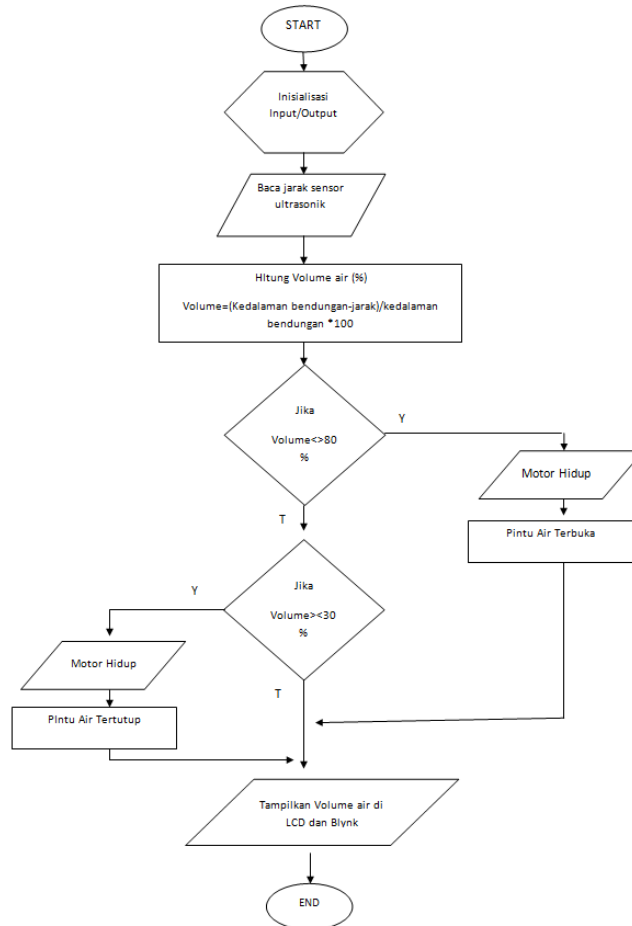 START
Inisialisasi
Input/Output
Baca jarak sensor
ultrasonik
HItung Volume air (%)
Volume=(Kedalaman bendungan-jarak)/kedalaman
bendungan *100
Jika
Volume<>80
%
Y
Motor Hidup
Pintu Air Terbuka
T
Jika
Volume><30
%
Y
Motor Hidup
PIntu Air Tertutup
T
Tampilkan Volume air di
LCD dan Blynk
END